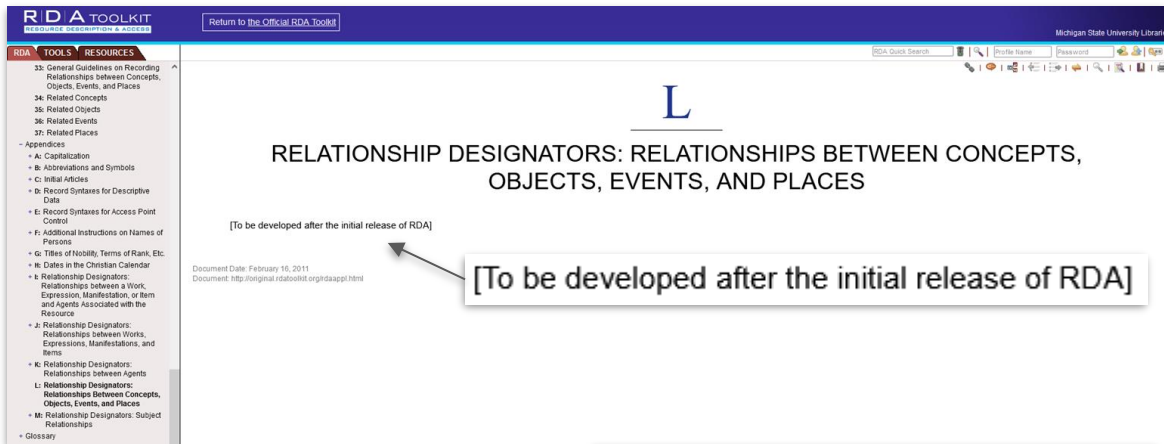 RDA TOOLKIT
RESOURCE DESCRIPTION & ACCESS
Return to the Official RDA Toolkit
Michigan State University Librarie
RDA TOOLS RESOURCES
RDA Quick Search
Profile Name
Password
33: General Guidelines on Recording
Relationships between Concepts,
Objects, Events, and Places
34: Related Concepts
35: Related Objects
36: Related Events
37: Related Places
- Appendices
+ A: Capitalization
+ B: Abbreviations and Symbols
+ C: Initial Articles
+ D: Record Syntaxes for Descriptive
Data
+ E: Record Syntaxes for Access Point
Control
+ F: Additional Instructions on Names of
Persons
+ G: Titles of Nobility, Terms of Rank, Etc.
+ H: Dates in the Christian Calendar
+ I: Relationship Designators:
Relationships between a Work,
Expression, Manifestation, or Item
and Agents Associated with the
Resource
+ J: Relationship Designators:
Relationships between Works,
Expressions, Manifestations, and
Items
+ K: Relationship Designators:
Relationships between Agents
L: Relationship Designators:
Relationships Between Concepts,
Objects, Events, and Places
+ M: Relationship Designators: Subject
Relationships
+ Glossary
L
RELATIONSHIP DESIGNATORS: RELATIONSHIPS BETWEEN CONCEPTS,
OBJECTS, EVENTS, AND PLACES
[To be developed after the initial release of RDA]
Document Date: February 16, 2011
Document: http://original.rdatoolkit.org/rdaappl.html
[To be developed after the initial release of RDA]